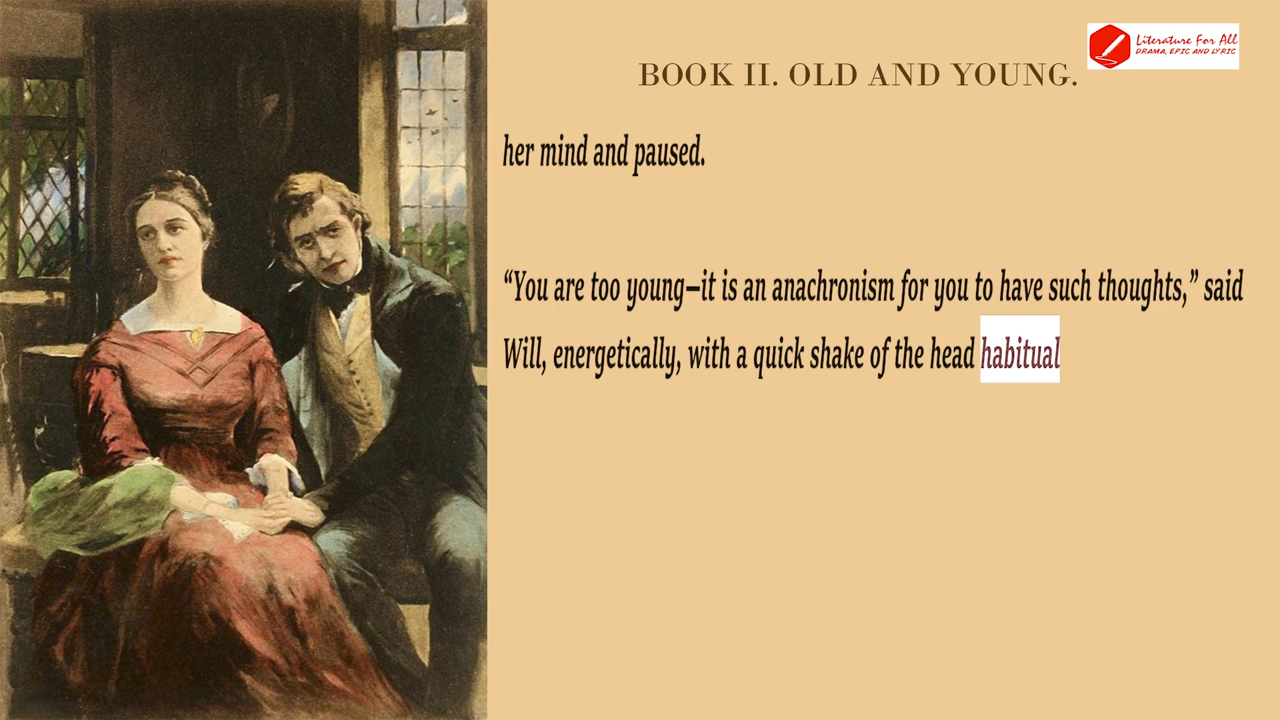 Literature For All
DRAMA, EPIC AND LYRIC
BOOK II. OLD AND YOUNG.
her mind and paused.
“You are too young—it is an anachronism for you to have such thoughts,” said
Will, energetically, with a quick shake of the head habitual